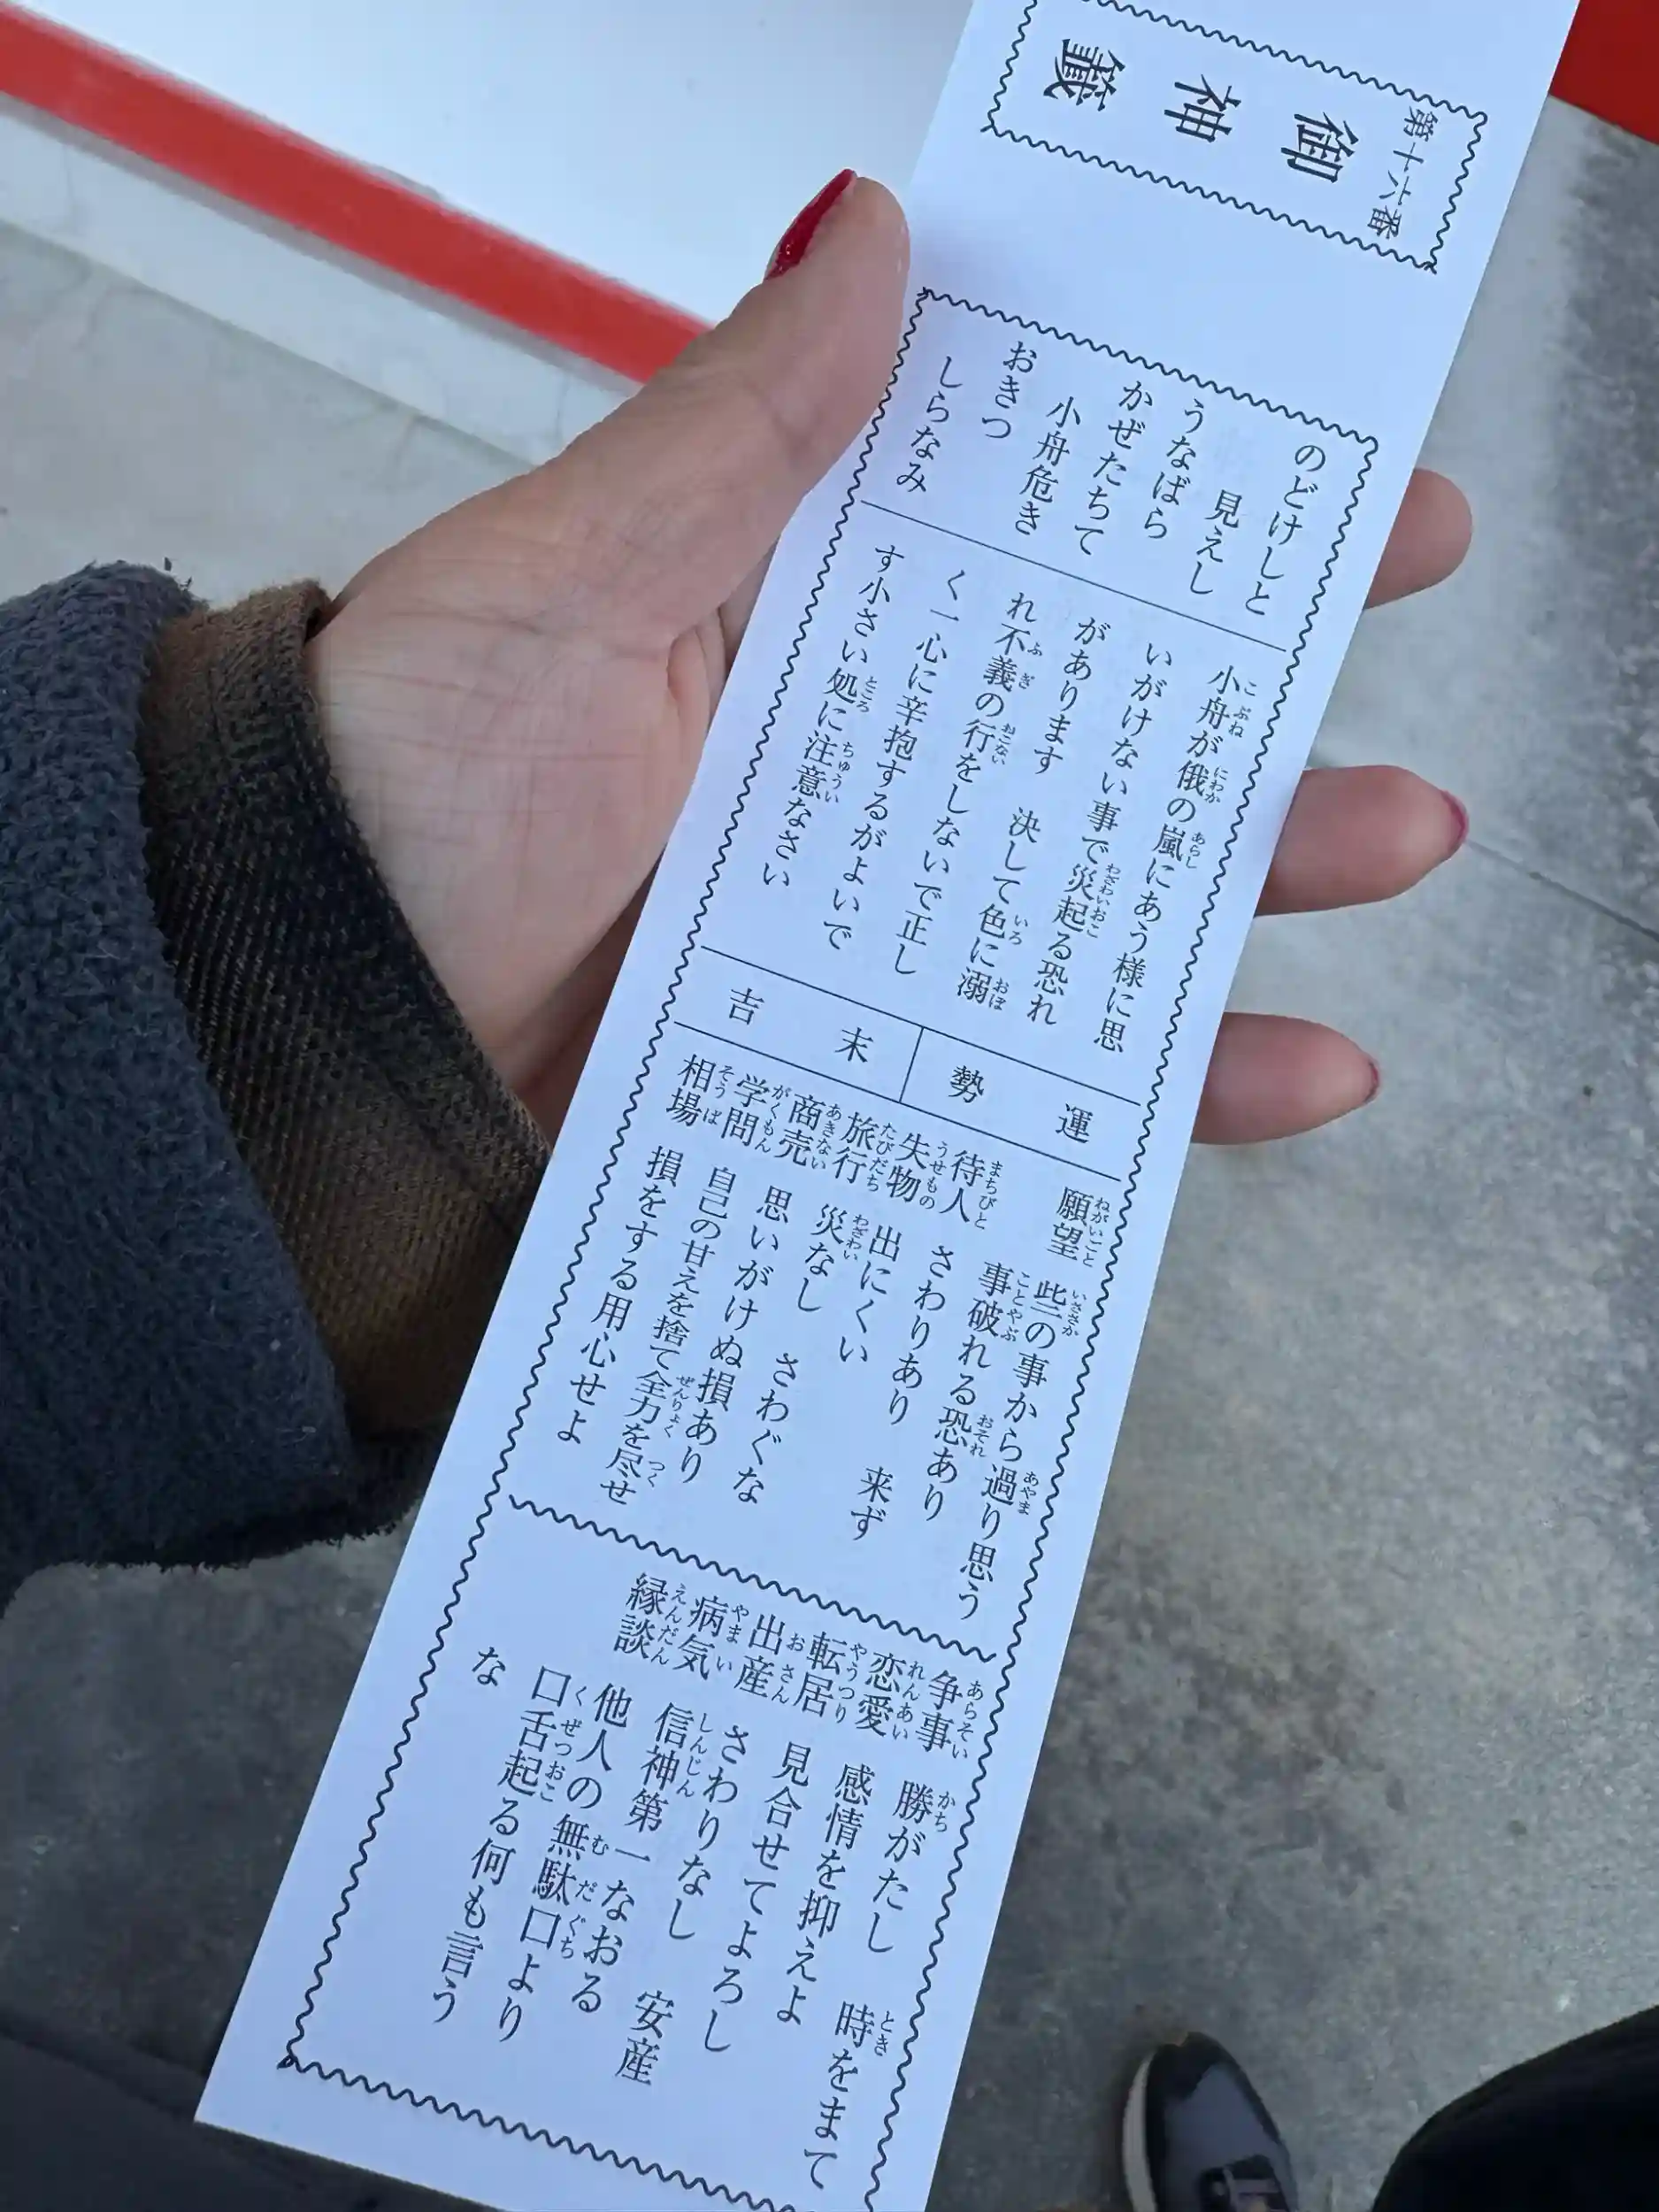 第十六番
御神籤
のどけしと
見えし
うなばら
かぜたちて
小舟危き
おきつ
しらなみ
小舟が俄の嵐にあう様に思
いがけない事で災起る恐れ
があります　決して色に溺
れ不義の行をしないで正し
く一心に辛抱するがよいで
す小さい処に注意なさい
運勢
末吉
願望　些の事から過り思う
事破れる恐あり
待人　さわりあり　来ず
失物　出にくい
旅行　災なし　さわぐな
商売　思いがけぬ損あり
学問　自己の甘えを捨て全力を尽せ
相場　損をする用心せよ
争事　勝がたし　時をまて
恋愛　感情を抑えよ
転居　見合せてよろし
出産　さわりなし　安産
病気　信神第一なおる
縁談　他人の無駄口より
口舌起る何も言う
な